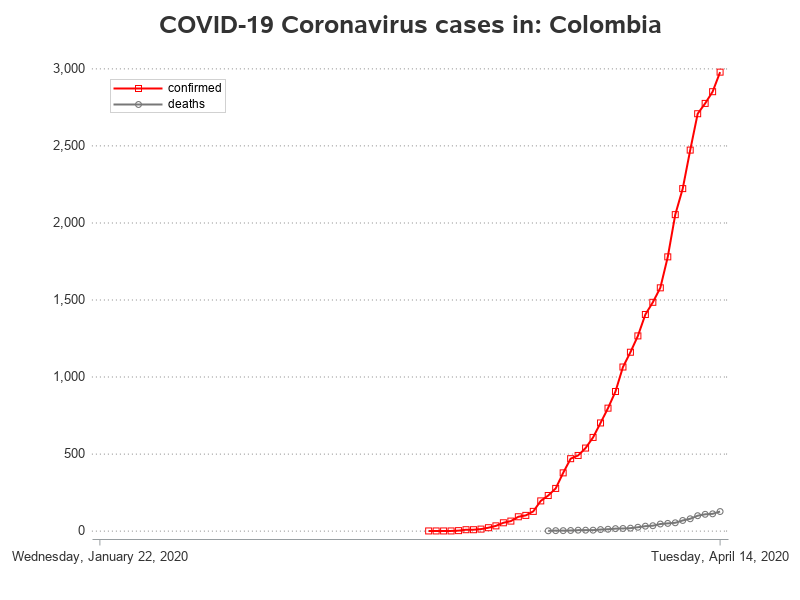 COVID-19 Coronavirus cases in: Colombia
3,000
confirmed
deaths
2,500
2,000
1,500
1,000
500
0
Wednesday, January 22, 2020
Tuesday, April 14, 2020